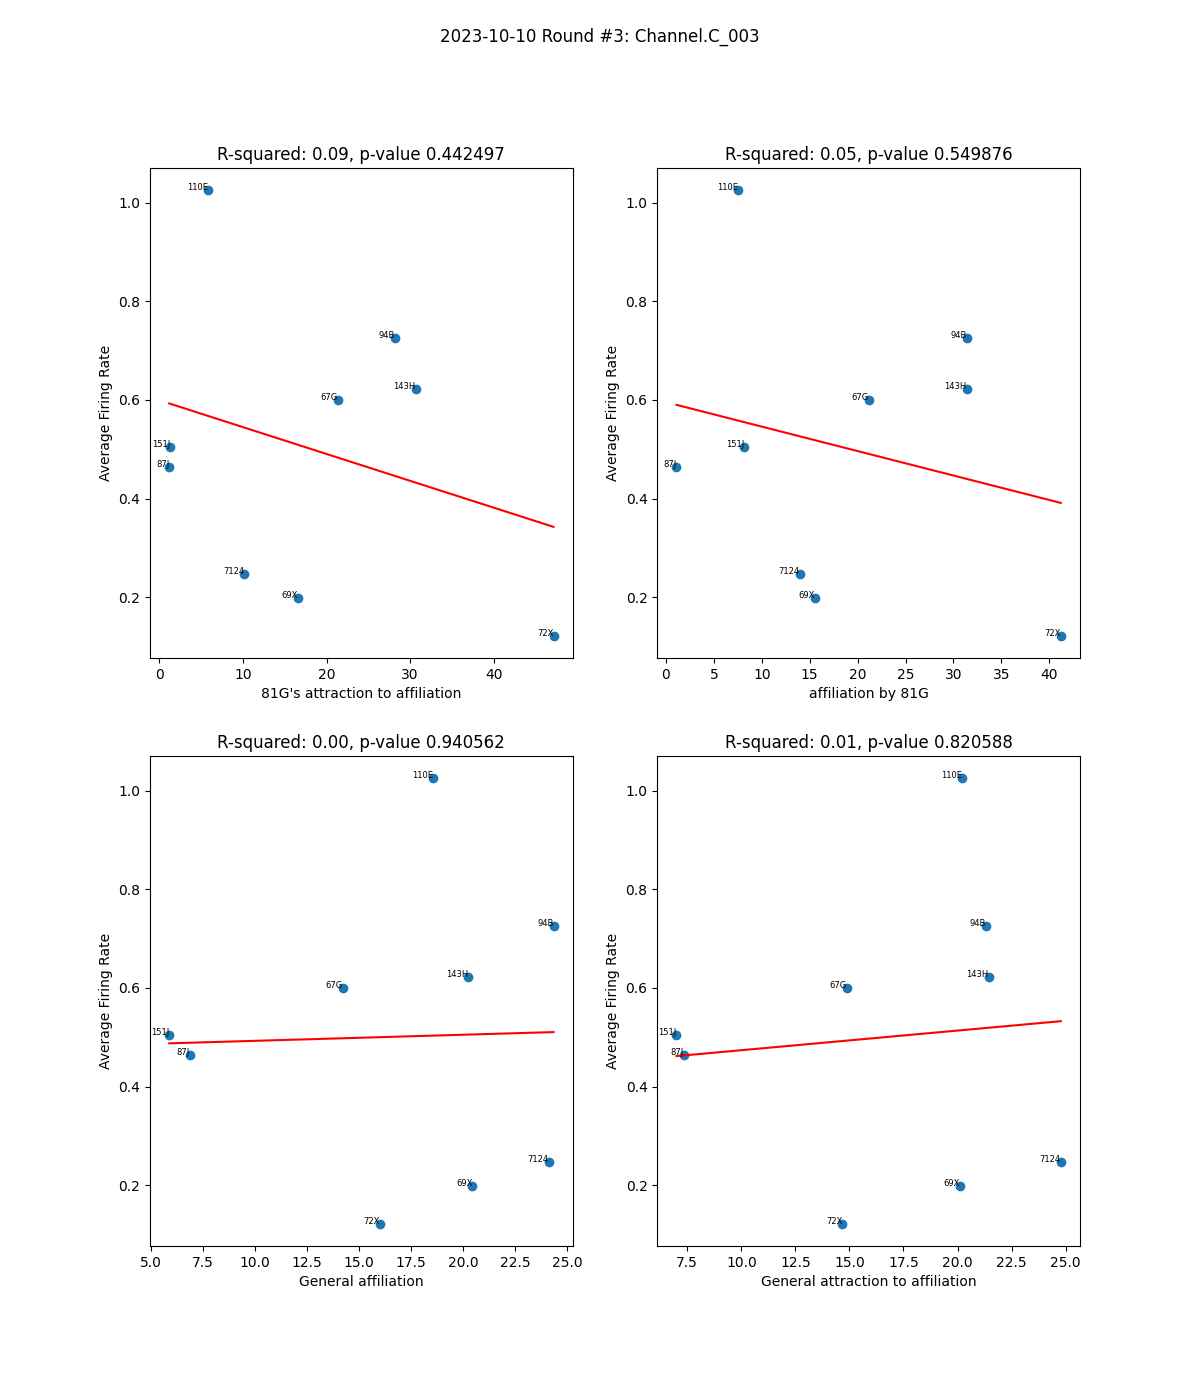 2023-10-10 Round #3: Channel.C_003
R-squared: 0.09, p-value 0.442497
Average Firing Rate
1.0
0.8
0.6
0.4
0.2
110E
94B
143H
67G
151J
87J
7124
69X
72X
0 10 20 30 40
81G's attraction to affiliation
R-squared: 0.05, p-value 0.549876
Average Firing Rate
1.0
0.8
0.6
0.4
0.2
110E
94B
143H
67G
151J
87J
7124
69X
72X
0 5 10 15 20 25 30 35 40
affiliation by 81G
R-squared: 0.00, p-value 0.940562
Average Firing Rate
1.0
0.8
0.6
0.4
0.2
110E
94B
143H
67G
151J
87J
7124
69X
72X
5.0 7.5 10.0 12.5 15.0 17.5 20.0 22.5 25.0
General affiliation
R-squared: 0.01, p-value 0.820588
Average Firing Rate
1.0
0.8
0.6
0.4
0.2
110E
94B
143H
67G
151J
87J
7124
69X
72X
7.5 10.0 12.5 15.0 17.5 20.0 22.5 25.0
General attraction to affiliation